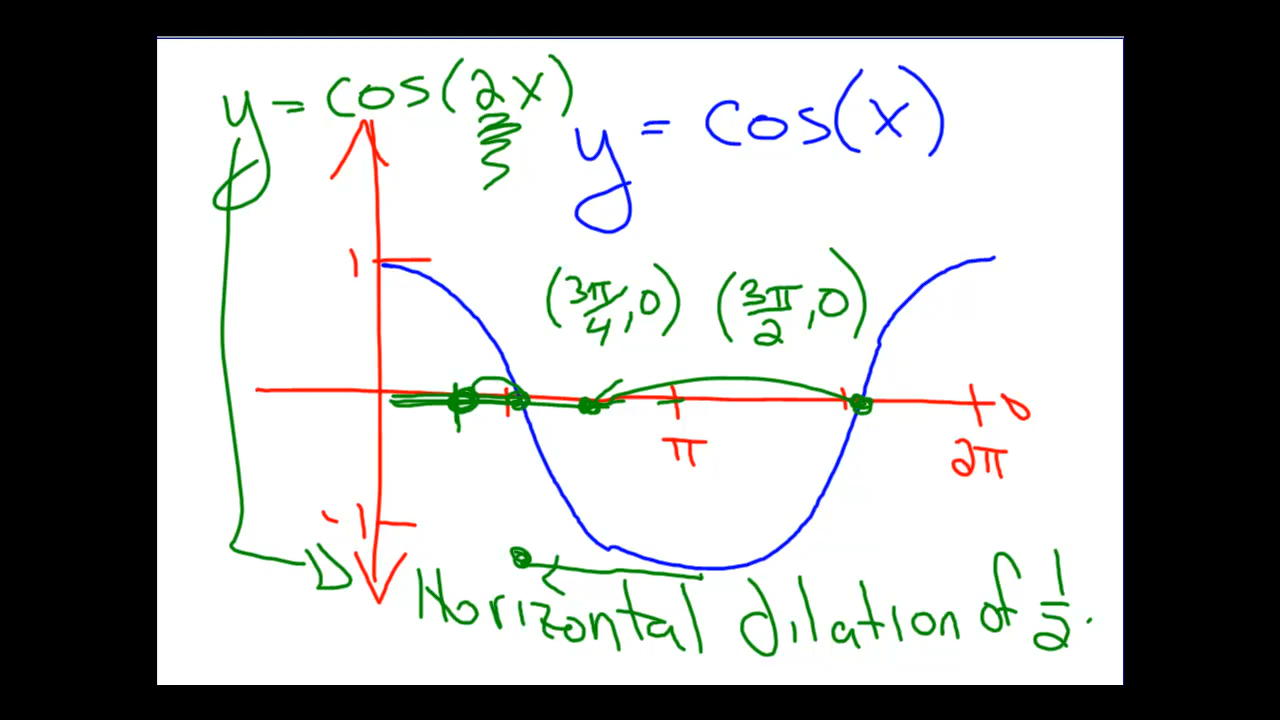 y = cos(2x)
y = cos(x)
1
(3π/4, 0) (3π/2, 0)
π
2π
-1
Horizontal dilation of 1/2.